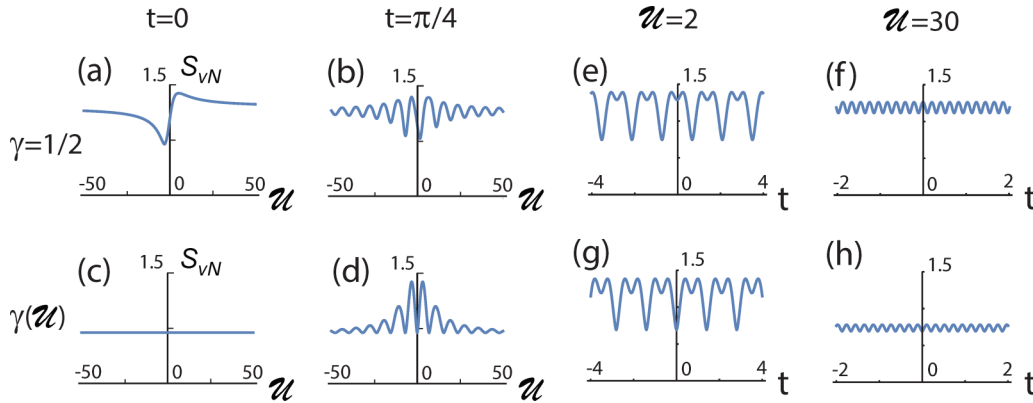 t=0 t=π/4 𝒰=2 𝒰=30
(a) 1.5 S_vN (b) 1.5 (e) 1.5 (f) 1.5
γ=1/2
-50 0 50 𝒰 -50 0 50 𝒰 -4 0 4 t -2 0 2 t
(c) 1.5 S_vN (d) 1.5 (g) 1.5 (h) 1.5
γ(𝒰)
-50 0 50 𝒰 -50 0 50 𝒰 -4 0 4 t -2 0 2 t